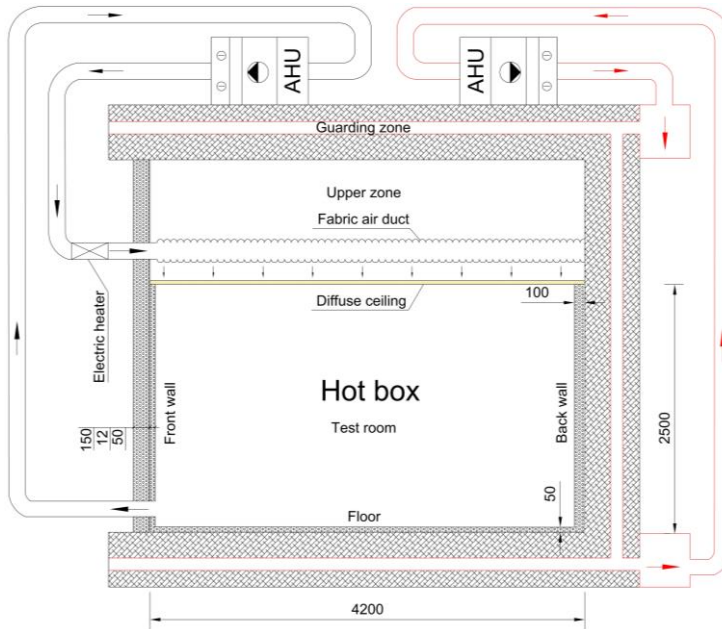 AHU
AHU
Guarding zone
Upper zone
Fabric air duct
Diffuse ceiling
100
Electric heater
Hot box
Test room
Front wall
Back wall
150
12
50
2500
50
Floor
4200